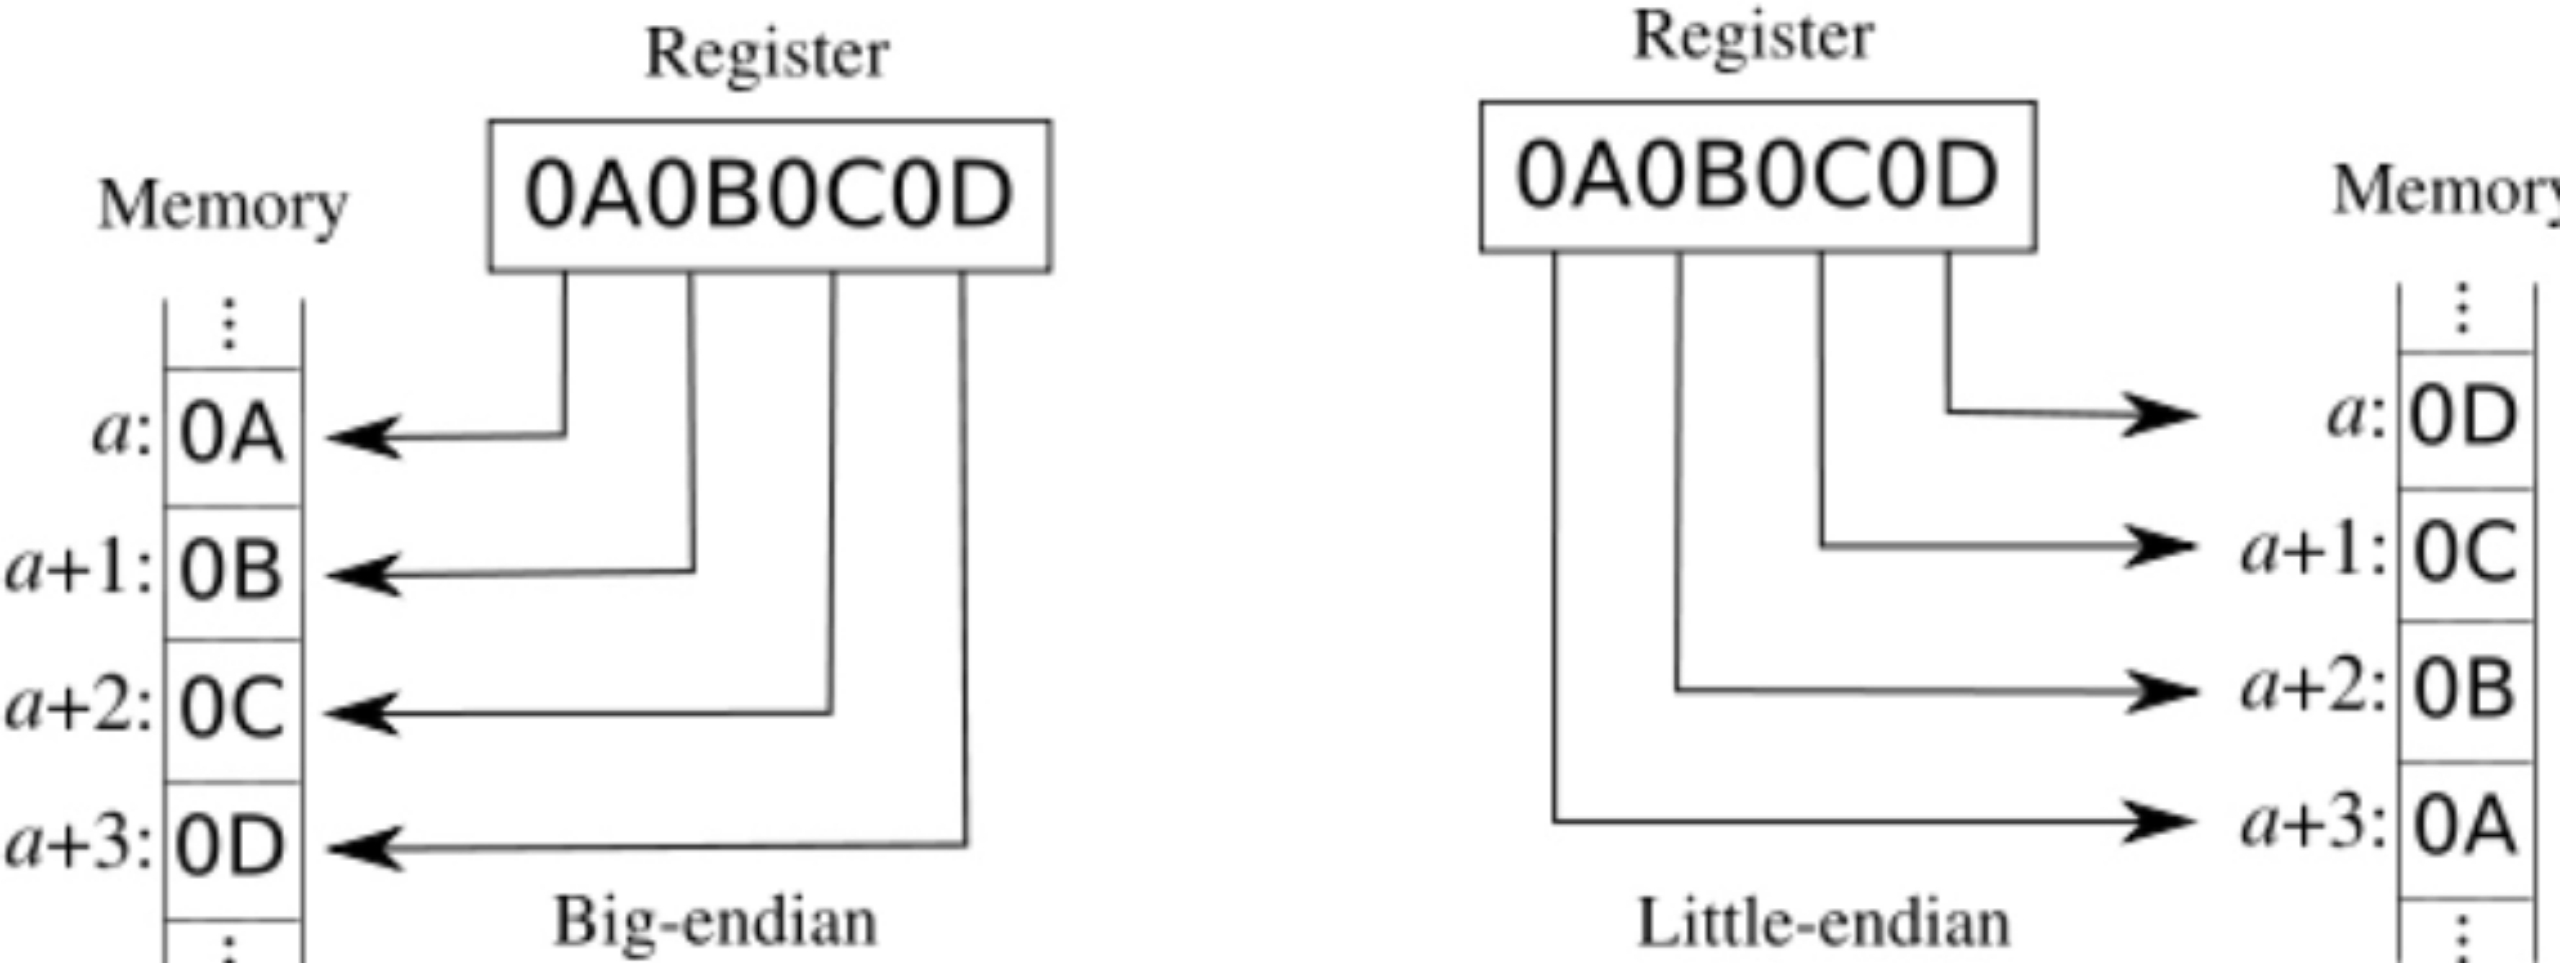 Register
0A0B0C0D
Memory
a: 0A
a+1: 0B
a+2: 0C
a+3: 0D
Big-endian
Register
0A0B0C0D
Memory
a: 0D
a+1: 0C
a+2: 0B
a+3: 0A
Little-endian